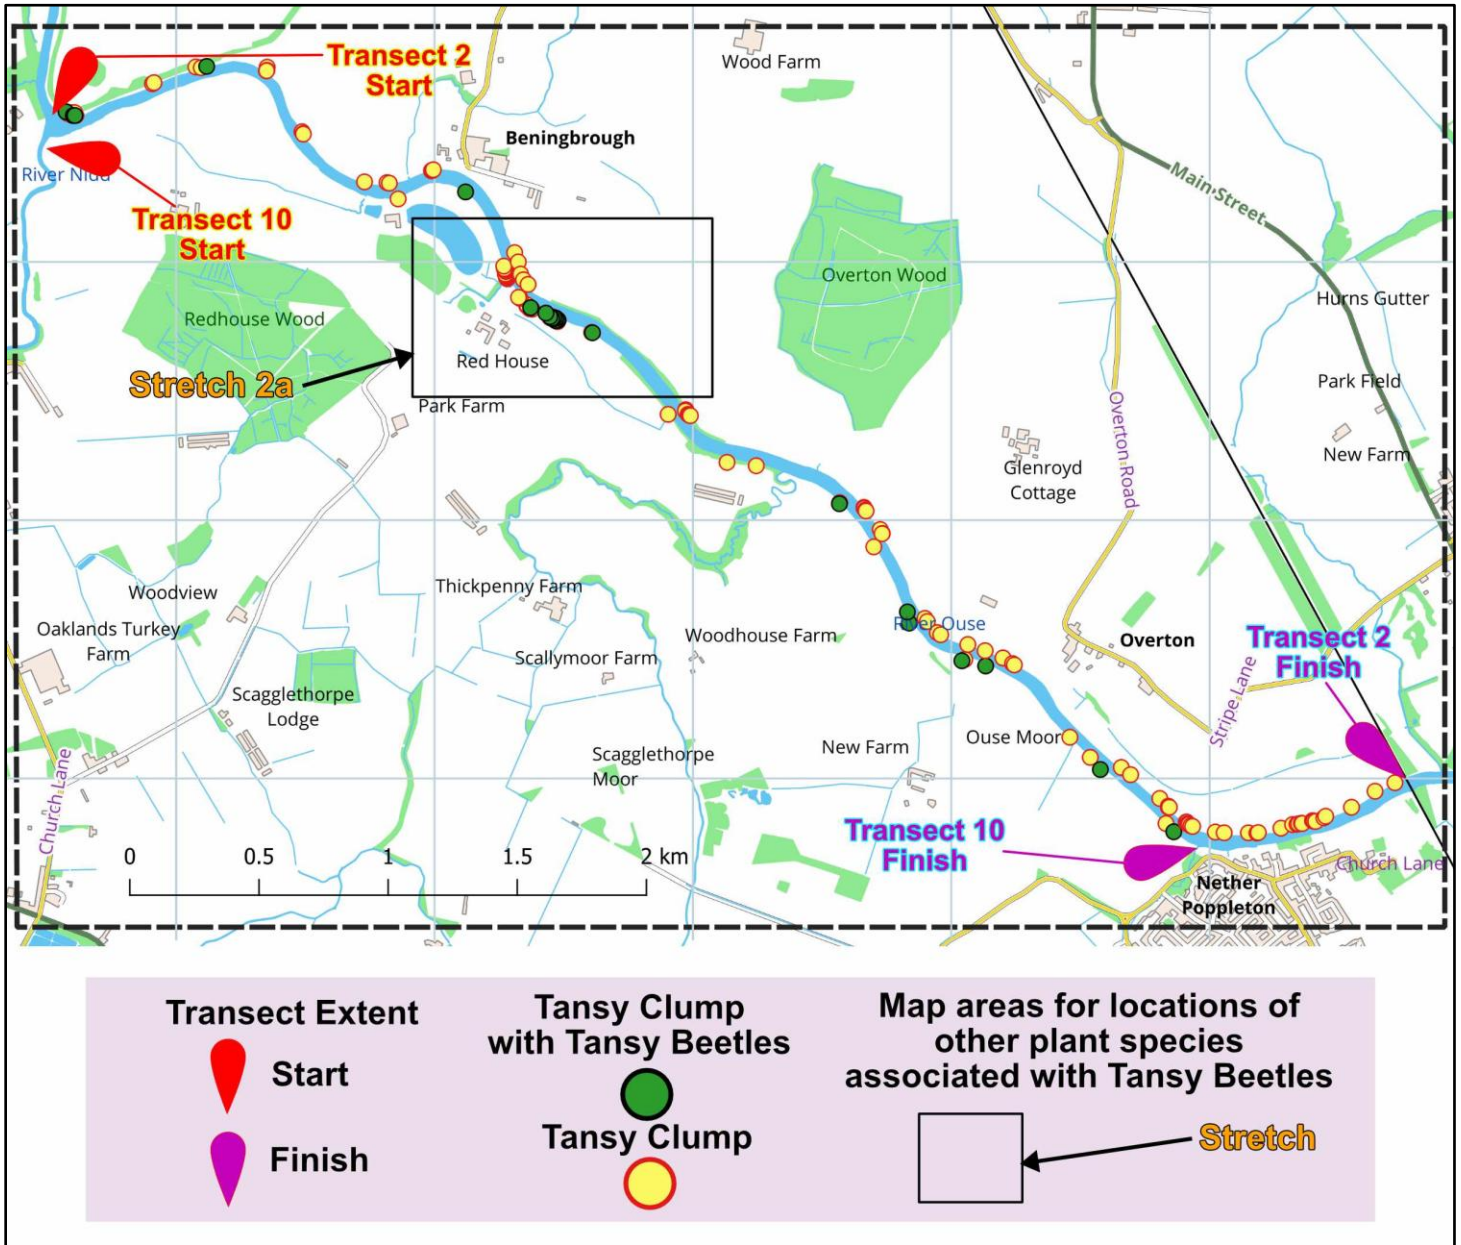 Transect 2
Start
Wood Farm
Beningbrough
Main Street
River Nidd
Transect 10
Start
Overton Wood
Hurns Gutter
Redhouse Wood
Red House
Stretch 2a
Park Farm
Park Field
Overton Road
New Farm
Glenroyd
Cottage
Woodview
Thickpenny Farm
Oaklands Turkey
Farm
River Ouse
Woodhouse Farm
Overton
Transect 2
Finish
Scallymoor Farm
Scagglethorpe
Lodge
Stripe Lane
Ouse Moor
New Farm
Scagglethorpe
Moor
Church Lane
Transect 10
Finish
0 0.5 1 1.5 2 km
Church Lane
Nether
Poppleton
Transect Extent
Start
Finish
Tansy Clump
with Tansy Beetles
Tansy Clump
Map areas for locations of
other plant species
associated with Tansy Beetles
Stretch